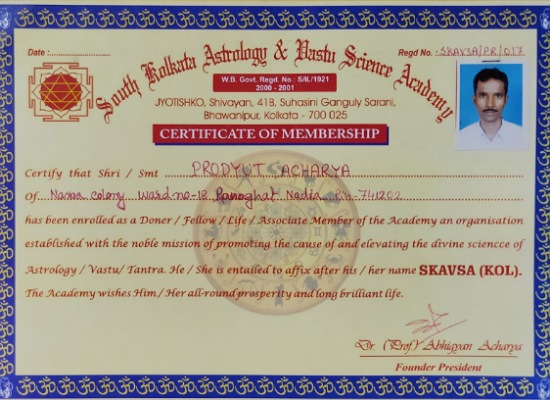 Date :
Regd No. - SKAVSA/PR/017
South Kolkata Astrology & Vastu Science Academy
W.B. Govt. Regd. No. : S/IL/1921
2000 - 2001
JYOTISHKO, Shivayan, 41B, Suhasini Ganguly Sarani,
Bhawanipur, Kolkata - 700 025
CERTIFICATE OF MEMBERSHIP
Certify that Shri / Smt PRODYUT ACHARYA
Of Nasra colony Ward no-12 Ranaghat Nadia 741202
has been enrolled as a Doner / Fellow / Life / Associate Member of the Academy an organisation
established with the noble mission of promoting the cause of and elevating the divine sciencce of
Astrology / Vastu / Tantra. He / She is entailed to affix after his / her name SKAVSA (KOL).
The Academy wishes Him / Her all-round prosperity and long brilliant life.
Dr. (Prof) Abhigyan Acharya
Founder President